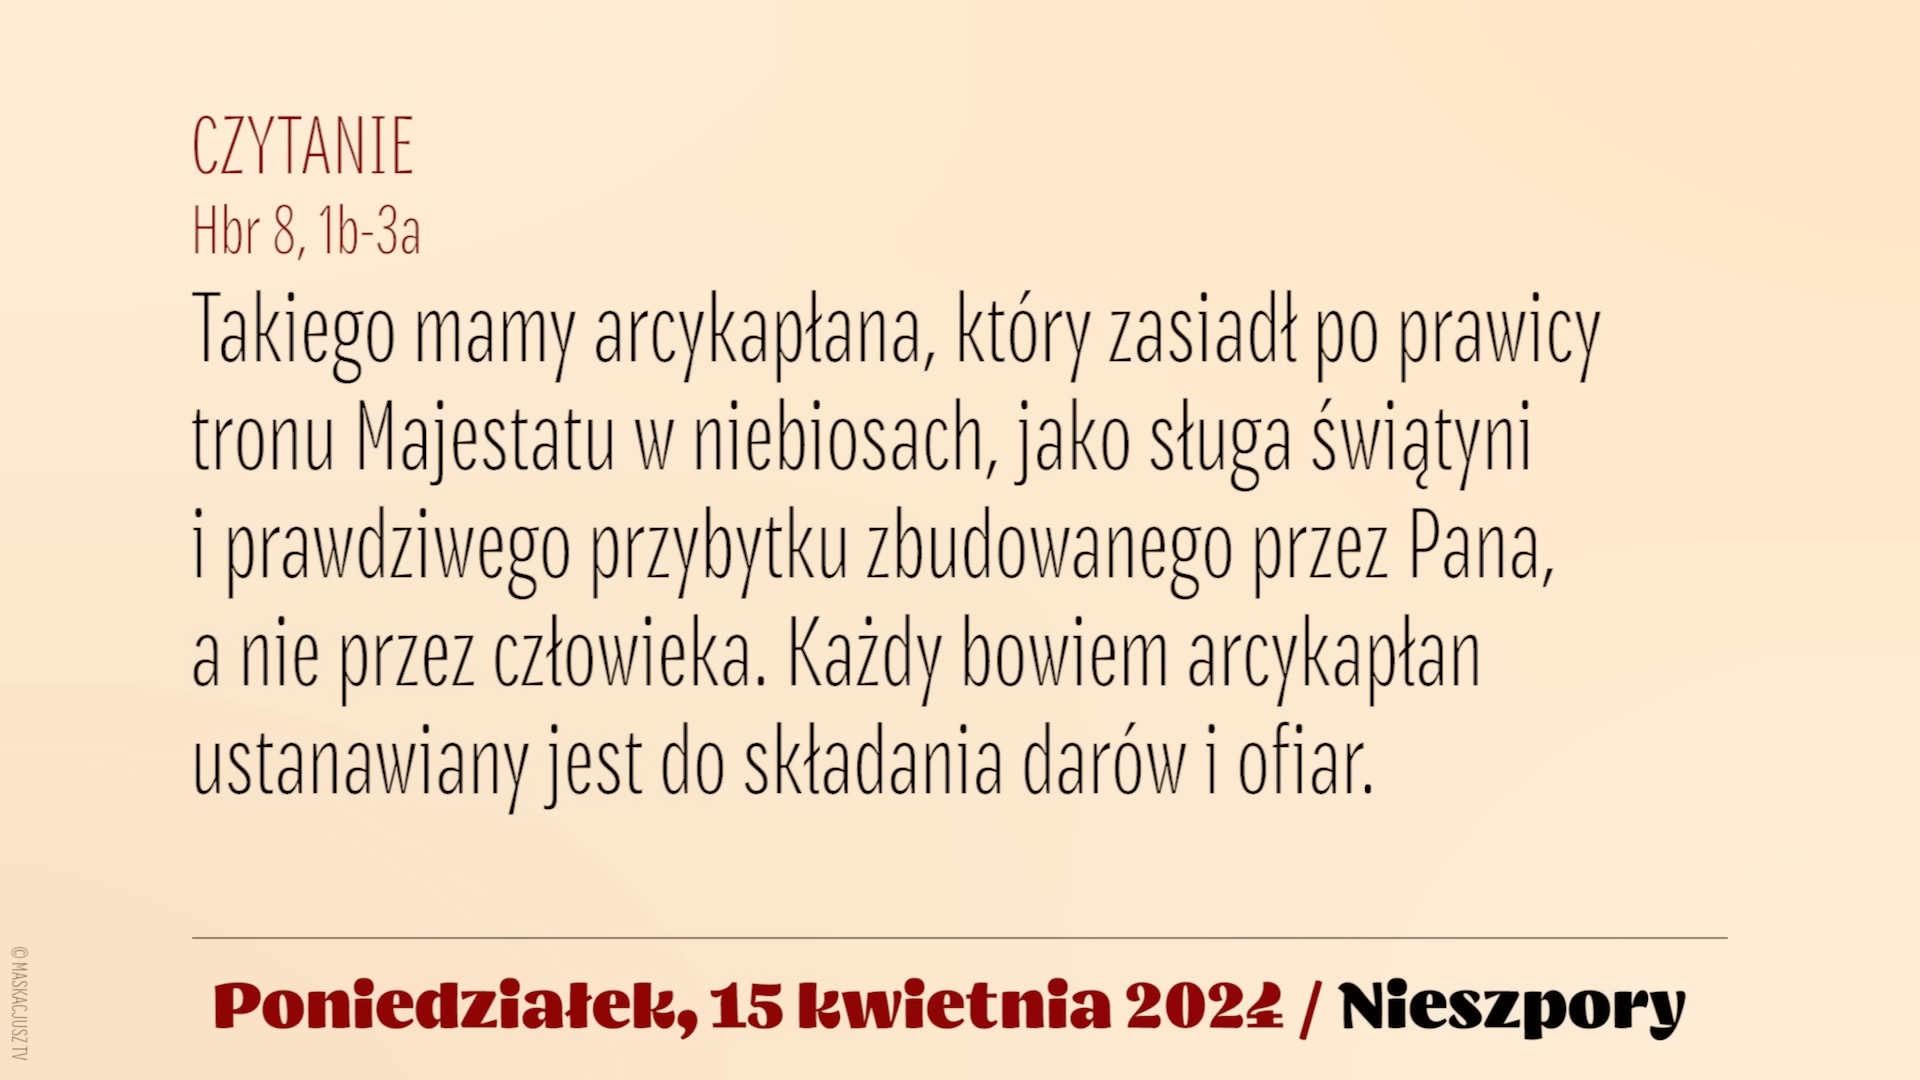 CZYTANIE
Hbr 8, 1b-3a
Takiego mamy arcykapłana, który zasiadł po prawicy
tronu Majestatu w niebiosach, jako sługa świątyni
i prawdziwego przybytku zbudowanego przez Pana,
a nie przez człowieka. Każdy bowiem arcykapłan
ustanawiany jest do składania darów i ofiar.
Poniedziałek, 15 kwietnia 2024 / Nieszpory
© MASKACJUSZ TV